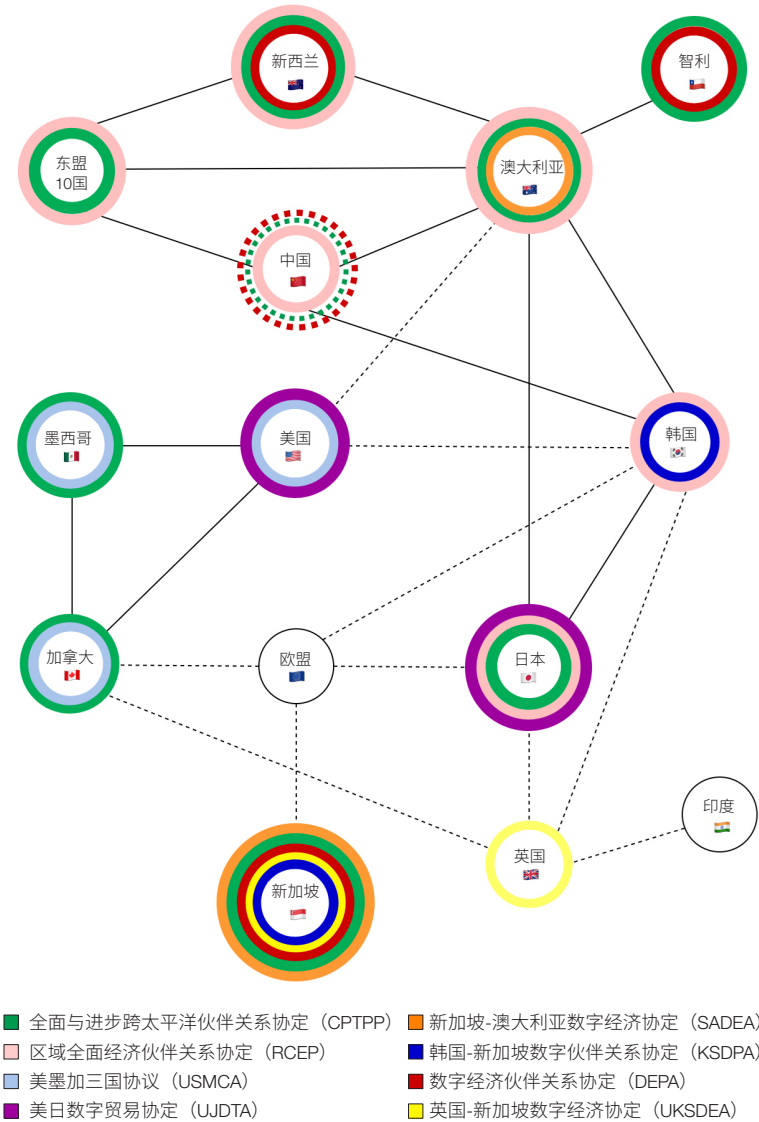 新西兰
智利
东盟
10国
澳大利亚
中国
墨西哥
美国
韩国
加拿大
欧盟
日本
印度
英国
新加坡
全面与进步跨太平洋伙伴关系协定（CPTPP）
新加坡-澳大利亚数字经济协定（SADEA）
区域全面经济伙伴关系协定（RCEP）
韩国-新加坡数字伙伴关系协定（KSDPA）
美墨加三国协议（USMCA）
数字经济伙伴关系协定（DEPA）
美日数字贸易协定（UJDTA）
英国-新加坡数字经济协定（UKSDEA）